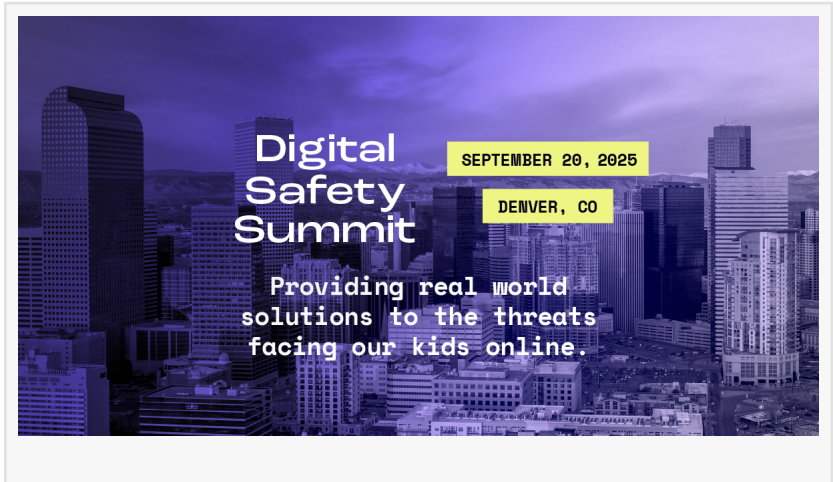 Digital
Safety
Summit
SEPTEMBER 20, 2025
DENVER, CO
Providing real world
solutions to the threats
facing our kids online.